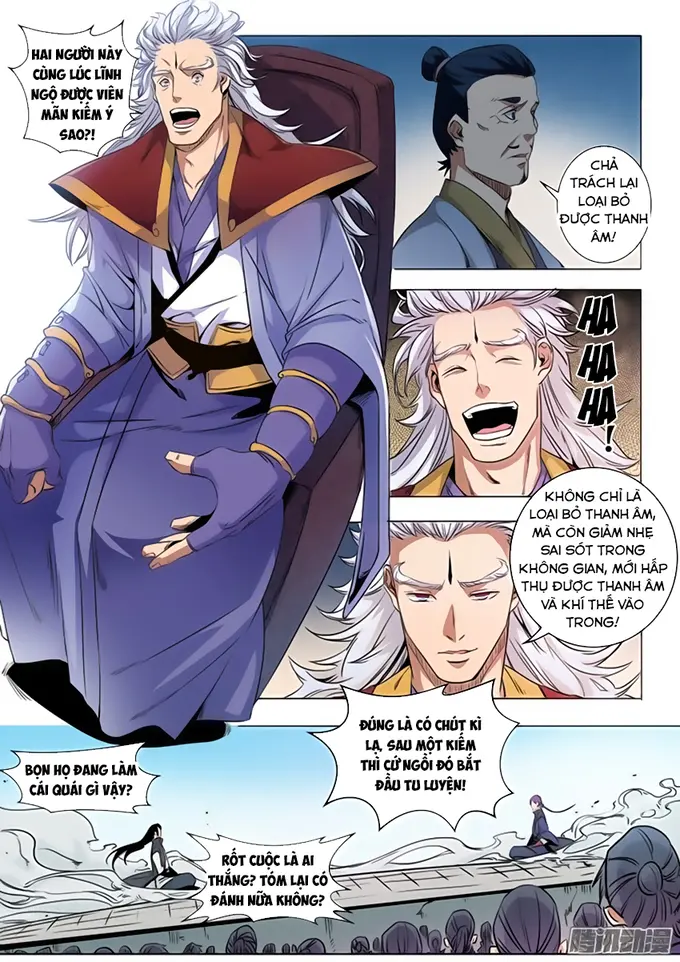 HAI NGƯỜI NÀY
CÙNG LÚC LĨNH
NGỘ ĐƯỢC VIÊN
MÃN KIẾM Ý
SAO?!
CHẢ
TRÁCH LẠI
LOẠI BỎ
ĐƯỢC THANH
ÂM!
HA
HA
HA!
KHÔNG CHỈ LÀ
LOẠI BỎ THANH ÂM,
MÀ CÒN GIẢM NHẸ
SAI SÓT TRONG
KHÔNG GIAN, MỚI HẤP
THỤ ĐƯỢC THANH ÂM
VÀ KHÍ THẾ VÀO
TRONG!
ĐÚNG LÀ CÓ CHÚT KÌ
LẠ, SAU MỘT KIẾM
THÌ CỨ NGỒI ĐÓ BẮT
ĐẦU TU LUYỆN!
BỌN HỌ ĐANG LÀM
CÁI QUÁI GÌ VẬY?
RỐT CUỘC LÀ AI
THẮNG? TÓM LẠI CÓ
ĐÁNH NỮA KHÔNG?
腾讯动漫